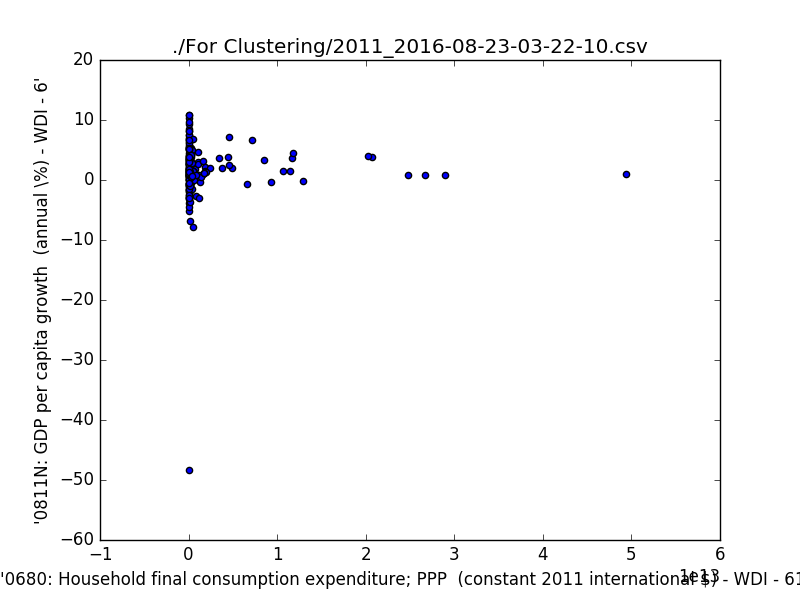 ./For Clustering/2011_2016-08-23-03-22-10.csv
20
10
0
−10
−20
−30
−40
−50
−60
'0811N: GDP per capita growth (annual \%) - WDI - 6'
−1 0 1 2 3 4 5 6
1e13
'0680: Household final consumption expenditure; PPP (constant 2011 international $) - WDI - 61